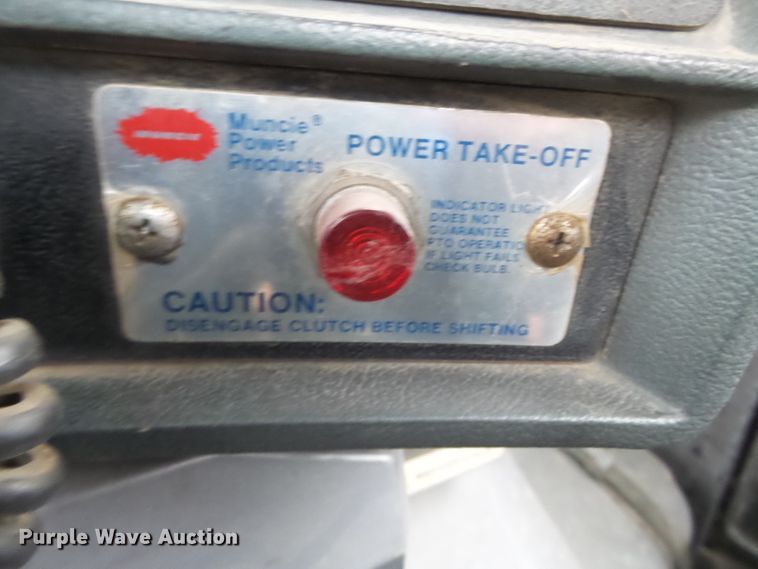 MUNCIE
Muncie®
Power
Products
POWER TAKE-OFF
INDICATOR LIGHT
DOES NOT
GUARANTEE
PTO OPERATION
IF LIGHT FAILS
CHECK BULB.
CAUTION:
DISENGAGE CLUTCH BEFORE SHIFTING
Purple Wave Auction